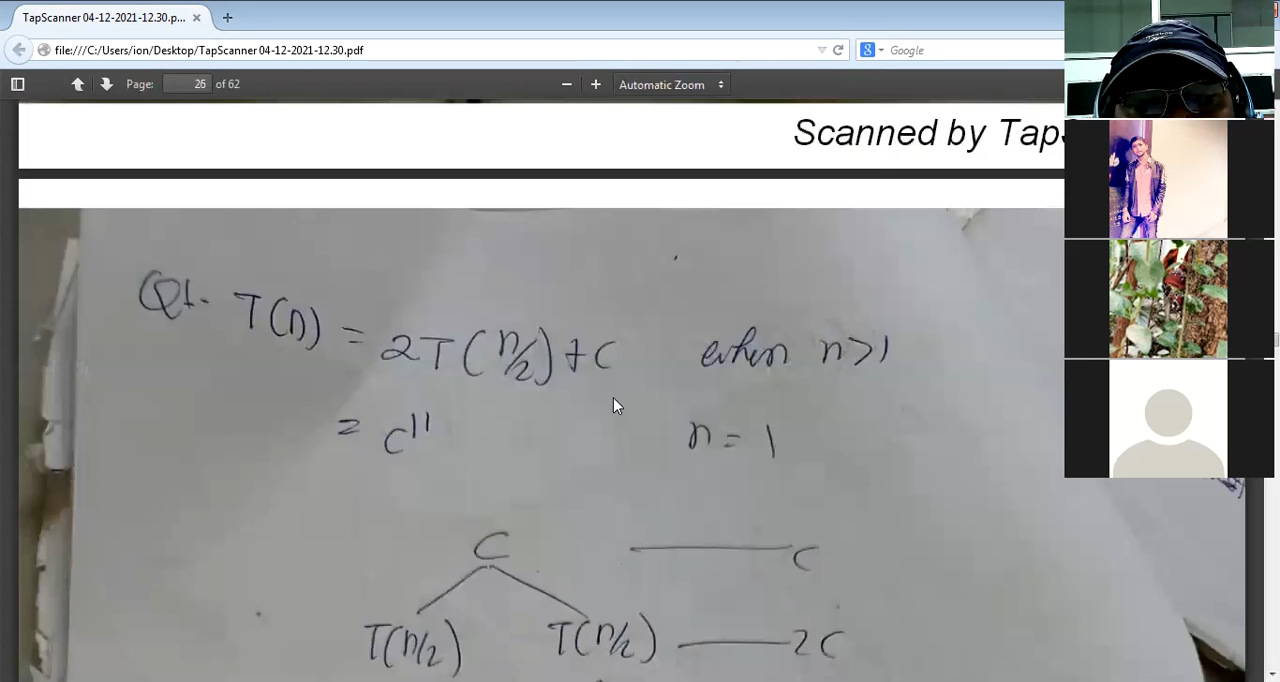 TapScanner 04-12-2021-12.30.p...
file:///C:/Users/ion/Desktop/TapScanner 04-12-2021-12.30.pdf
Google
Page: 26 of 62
Automatic Zoom
Scanned by Tap
Q1. T(n) = 2T(n/2) + C when n>1
= C'' n = 1
C C
T(n/2) T(n/2) 2C